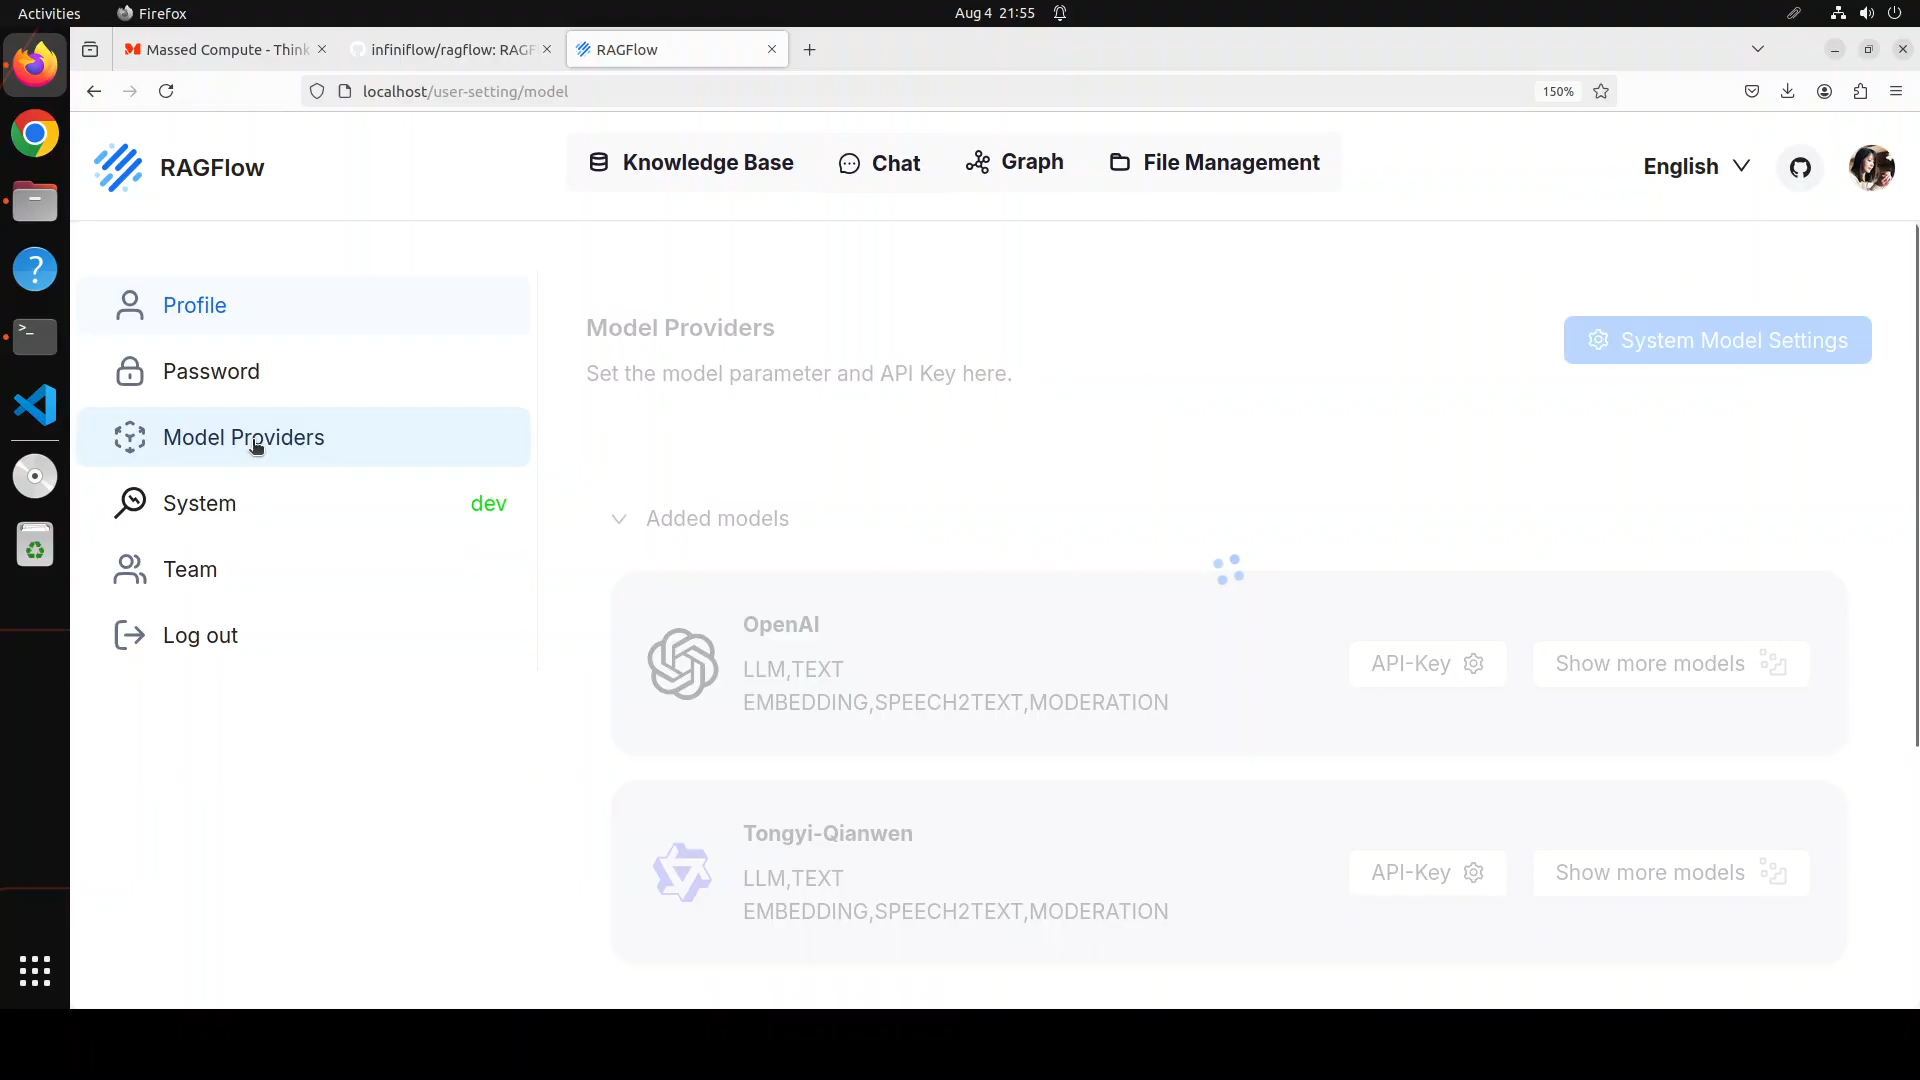 Activities
Firefox
Aug 4 21:55
Massed Compute - Think
infiniflow/ragflow: RAGF
RAGFlow
localhost/user-setting/model
150%
RAGFlow
Knowledge Base
Chat
Graph
File Management
English
Profile
Password
Model Providers
System
dev
Team
Log out
Model Providers
Set the model parameter and API Key here.
System Model Settings
Added models
OpenAI
LLM,TEXT
EMBEDDING,SPEECH2TEXT,MODERATION
API-Key
Show more models
Tongyi-Qianwen
LLM,TEXT
EMBEDDING,SPEECH2TEXT,MODERATION
API-Key
Show more models